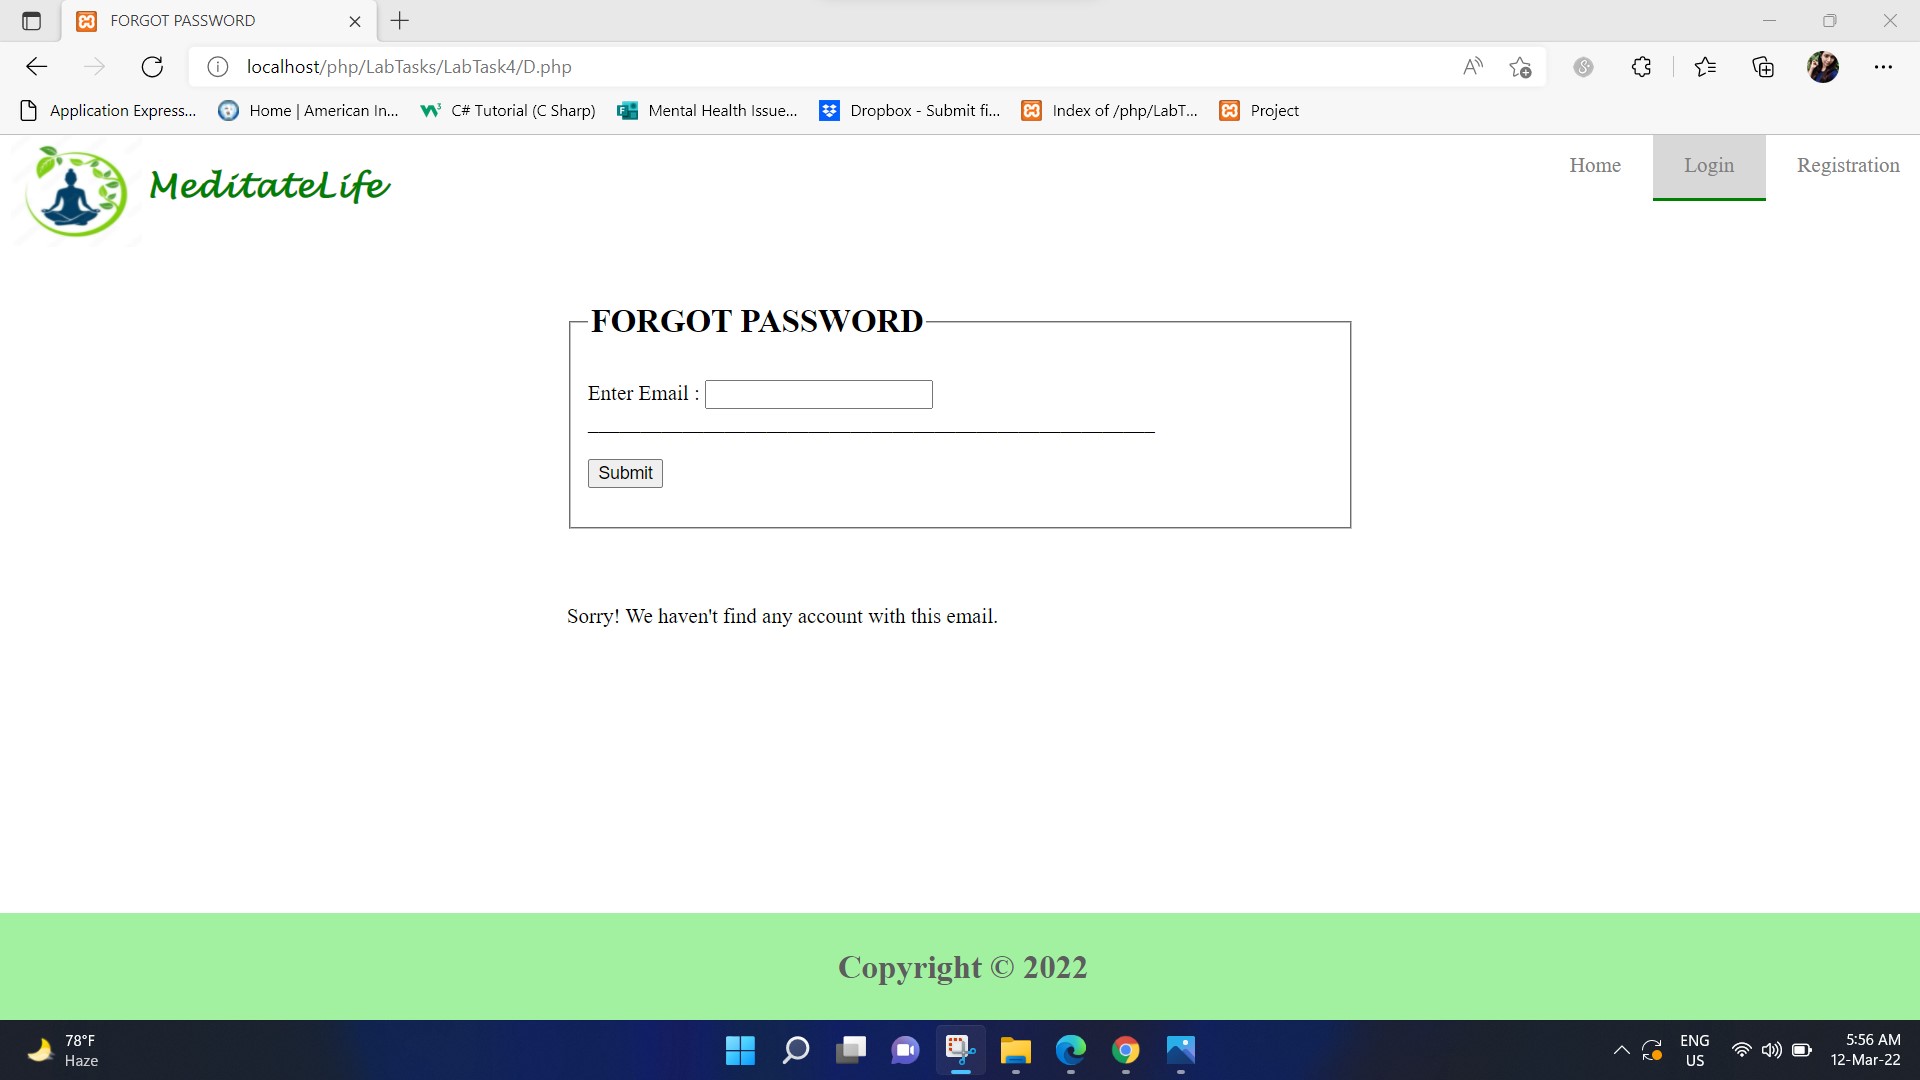 FORGOT PASSWORD
localhost/php/LabTasks/LabTask4/D.php
Application Express...
Home | American In...
C# Tutorial (C Sharp)
Mental Health Issue...
Dropbox - Submit fi...
Index of /php/LabT...
Project
MeditateLife
Home
Login
Registration
FORGOT PASSWORD
Enter Email :
Submit
Sorry! We haven't find any account with this email.
Copyright © 2022
78°F
Haze
ENG
US
5:56 AM
12-Mar-22